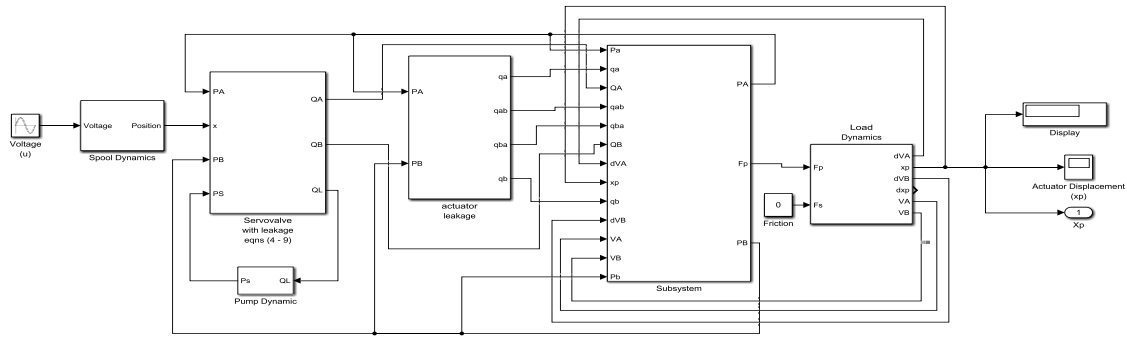 Voltage
(u)
Voltage
Position
Spool Dynamics
PA
x
PB
PS
QA
QB
QL
Servovalve
with leakage
eqns (4 - 9)
Ps
QL
Pump Dynamic
PA
PB
qa
qab
qba
qb
actuator
leakage
Pa
qa
QA
qab
qba
QB
dVA
xp
qb
dVB
VA
VB
Pb
PA
Fp
PB
Subsystem
0
Friction
Load
Dynamics
Fp
Fs
dVA
xp
dVB
dxp
VA
VB
Display
Actuator Displacement
(xp)
1
Xp